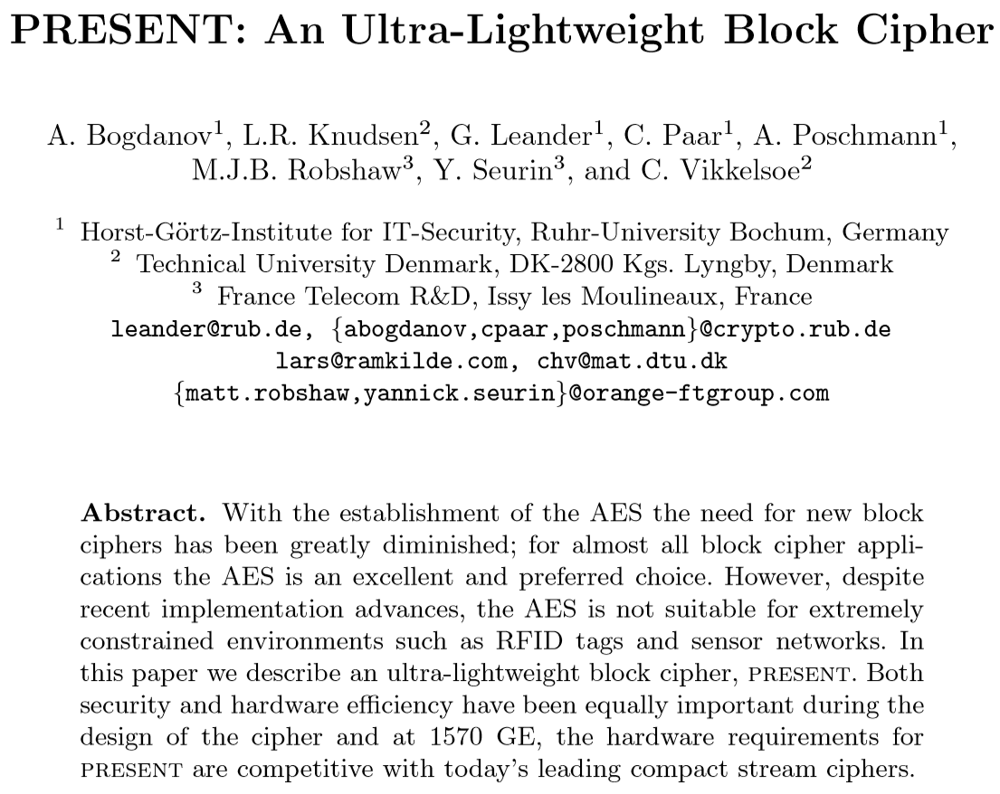 PRESENT: An Ultra-Lightweight Block Cipher
A. Bogdanov¹, L.R. Knudsen², G. Leander¹, C. Paar¹, A. Poschmann¹,
M.J.B. Robshaw³, Y. Seurin³, and C. Vikkelsoe²
¹ Horst-Görtz-Institute for IT-Security, Ruhr-University Bochum, Germany
² Technical University Denmark, DK-2800 Kgs. Lyngby, Denmark
³ France Telecom R&D, Issy les Moulineaux, France
leander@rub.de, {abogdanov,cpaar,poschmann}@crypto.rub.de
lars@ramkilde.com, chv@mat.dtu.dk
{matt.robshaw,yannick.seurin}@orange-ftgroup.com
Abstract. With the establishment of the AES the need for new block
ciphers has been greatly diminished; for almost all block cipher appli-
cations the AES is an excellent and preferred choice. However, despite
recent implementation advances, the AES is not suitable for extremely
constrained environments such as RFID tags and sensor networks. In
this paper we describe an ultra-lightweight block cipher, PRESENT. Both
security and hardware efficiency have been equally important during the
design of the cipher and at 1570 GE, the hardware requirements for
PRESENT are competitive with today's leading compact stream ciphers.